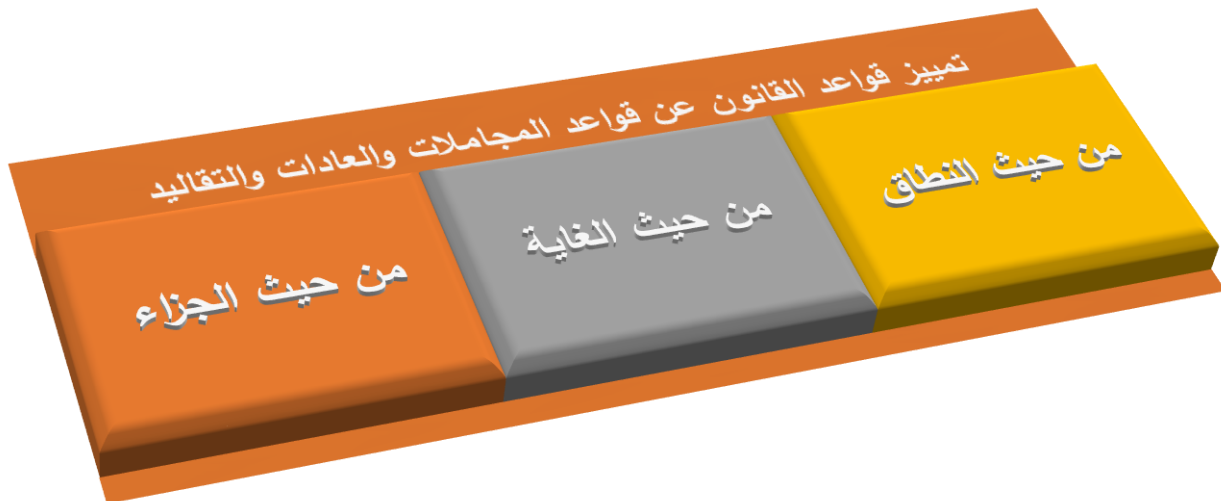 تمييز قواعد القانون عن قواعد المجاملات والعادات والتقاليد
من حيث النطاق
من حيث الغاية
من حيث الجزاء